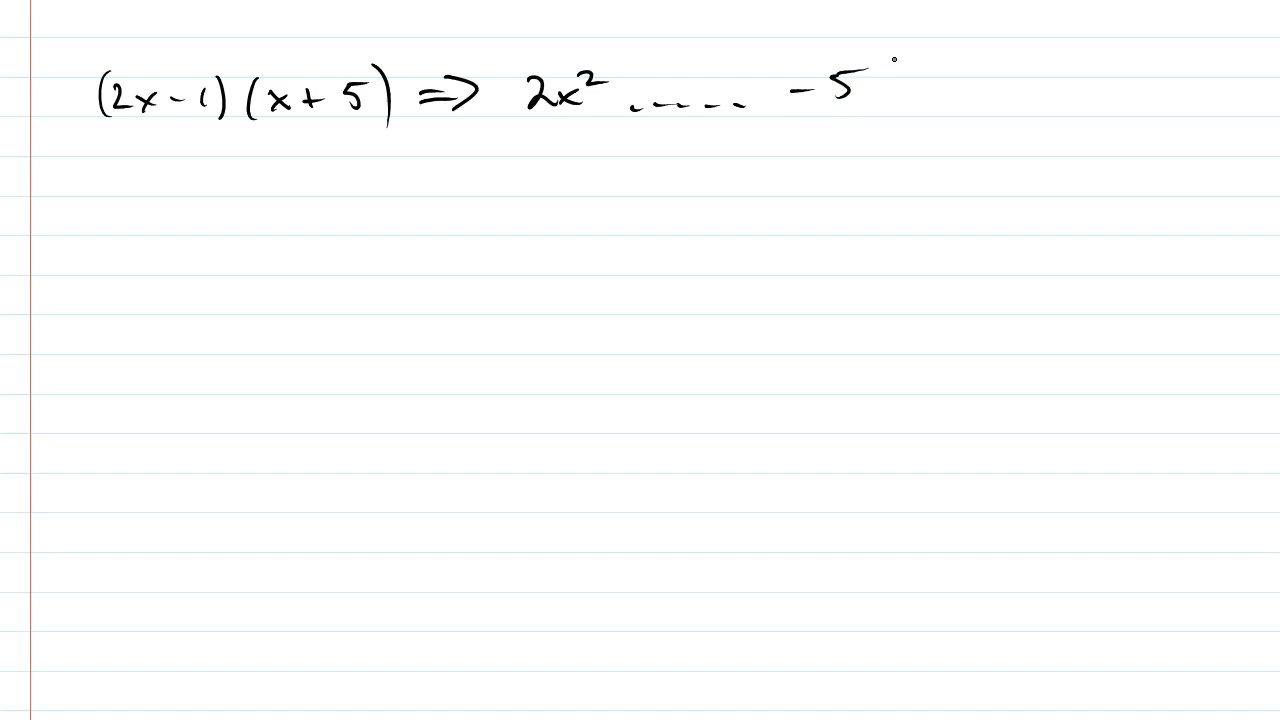 (2x - 1) (x + 5) => 2x² ..... - 5